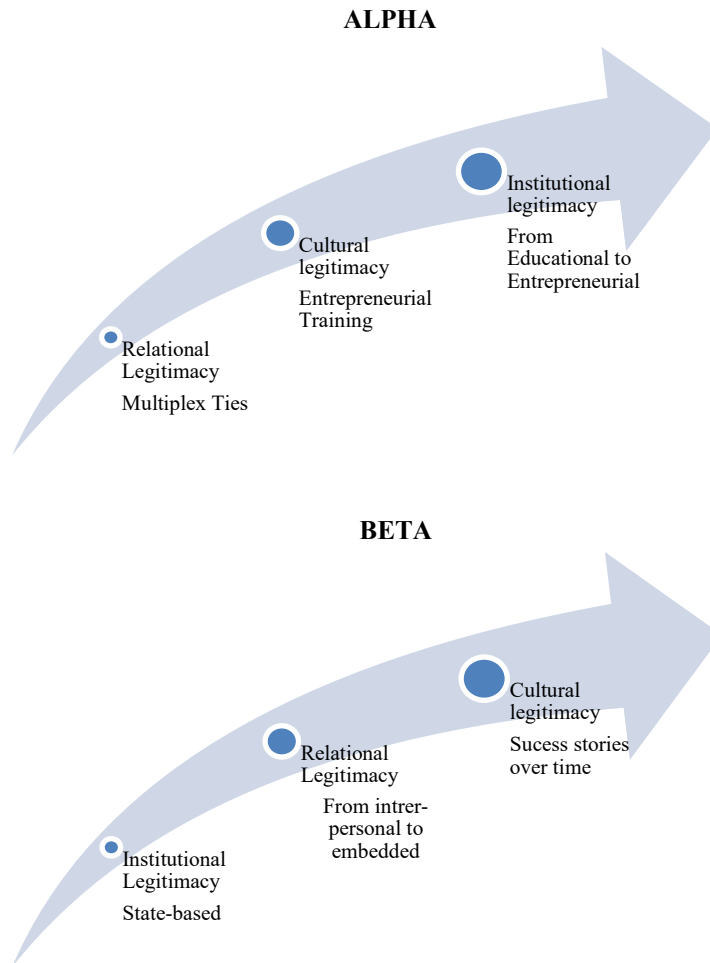 ALPHA
Relational
Legitimacy
Multiplex Ties
Cultural
legitimacy
Entrepreneurial
Training
Institutional
legitimacy
From
Educational to
Entrepreneurial
BETA
Institutional
Legitimacy
State-based
Relational
Legitimacy
From intrer-
personal to
embedded
Cultural
legitimacy
Sucess stories
over time